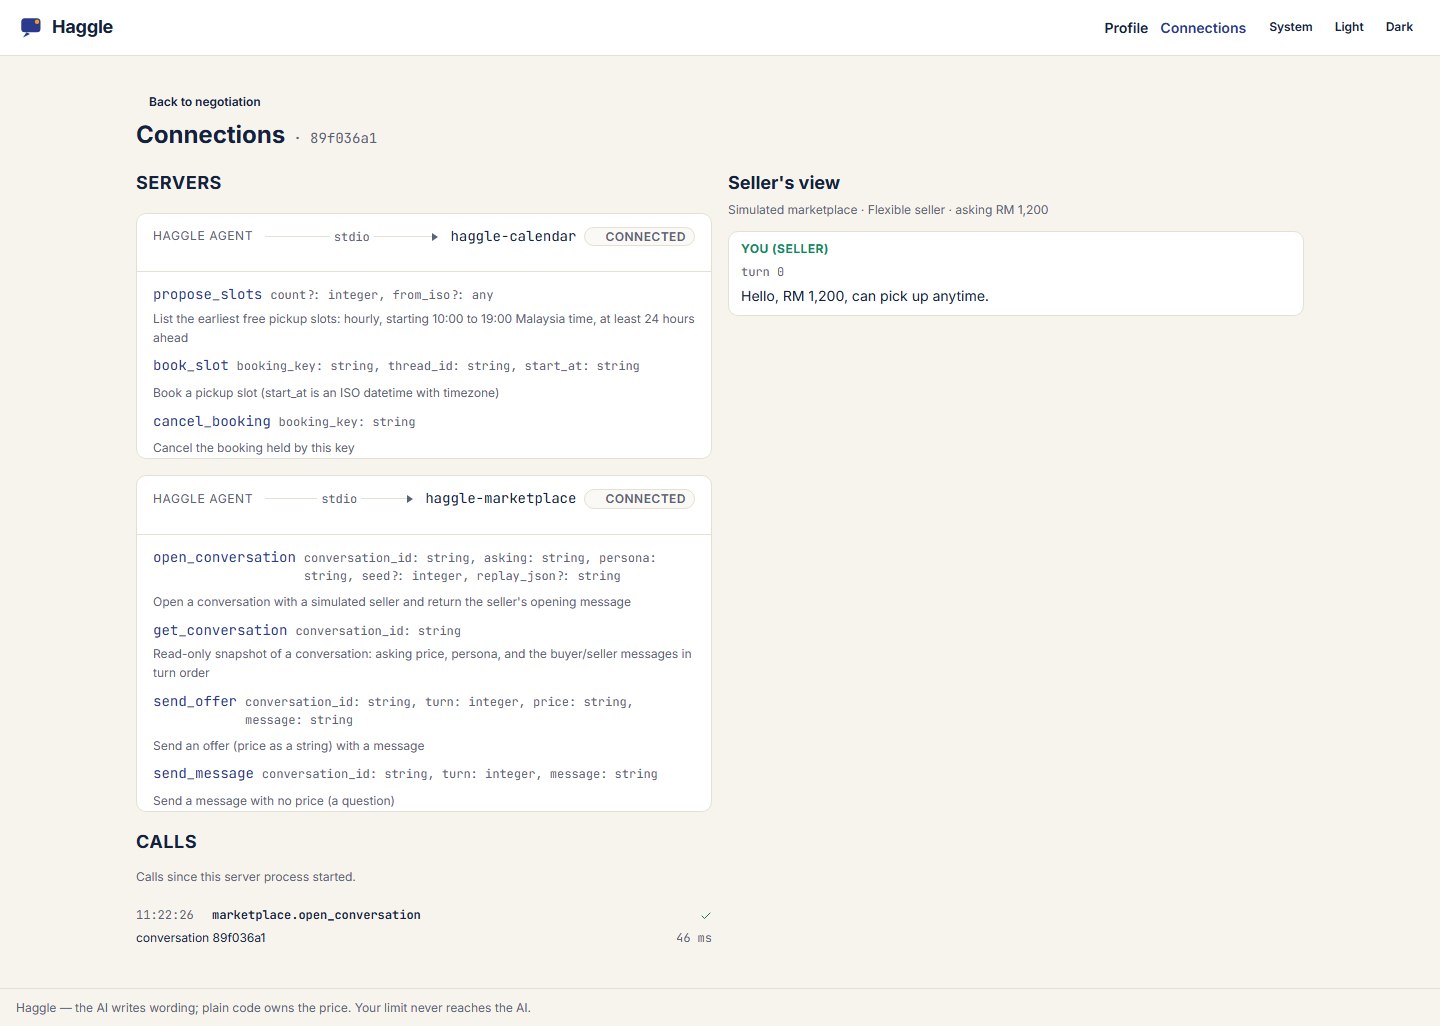 Haggle
Profile Connections System Light Dark
Back to negotiation
Connections · 89f036a1
SERVERS
HAGGLE AGENT stdio haggle-calendar CONNECTED
propose_slots count?: integer, from_iso?: any
List the earliest free pickup slots: hourly, starting 10:00 to 19:00 Malaysia time, at least 24 hours
ahead
book_slot booking_key: string, thread_id: string, start_at: string
Book a pickup slot (start_at is an ISO datetime with timezone)
cancel_booking booking_key: string
Cancel the booking held by this key
HAGGLE AGENT stdio haggle-marketplace CONNECTED
open_conversation conversation_id: string, asking: string, persona:
string, seed?: integer, replay_json?: string
Open a conversation with a simulated seller and return the seller's opening message
get_conversation conversation_id: string
Read-only snapshot of a conversation: asking price, persona, and the buyer/seller messages in
turn order
send_offer conversation_id: string, turn: integer, price: string,
message: string
Send an offer (price as a string) with a message
send_message conversation_id: string, turn: integer, message: string
Send a message with no price (a question)
CALLS
Calls since this server process started.
11:22:26 marketplace.open_conversation
conversation 89f036a1 46 ms
Seller's view
Simulated marketplace · Flexible seller · asking RM 1,200
YOU (SELLER)
turn 0
Hello, RM 1,200, can pick up anytime.
Haggle — the AI writes wording; plain code owns the price. Your limit never reaches the AI.